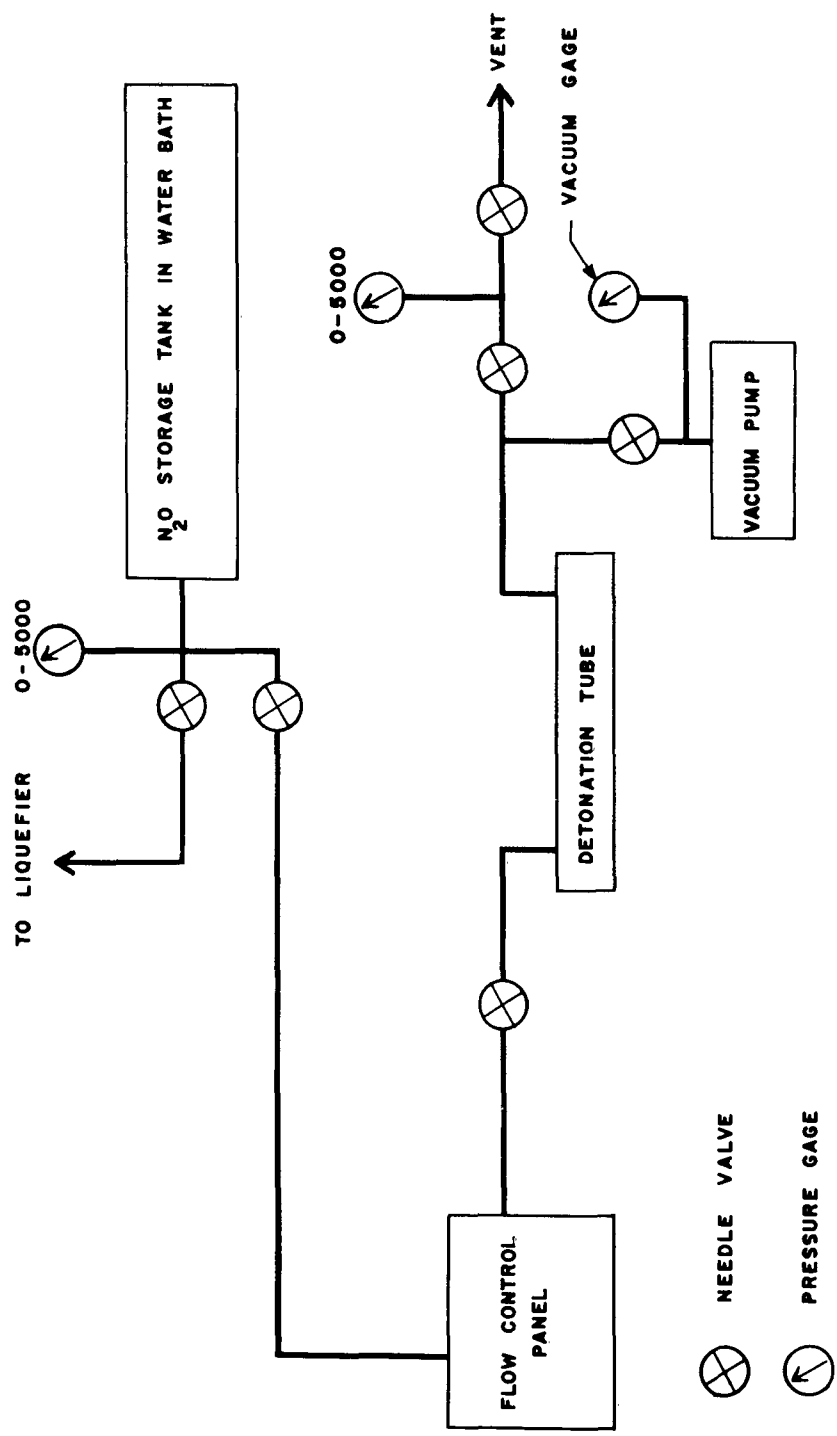 TO LIQUEFIER
0-5000
N2O STORAGE TANK IN WATER BATH
0-5000
VENT
VACUUM GAGE
FLOW CONTROL
PANEL
DETONATION TUBE
VACUUM PUMP
NEEDLE VALVE
PRESSURE GAGE